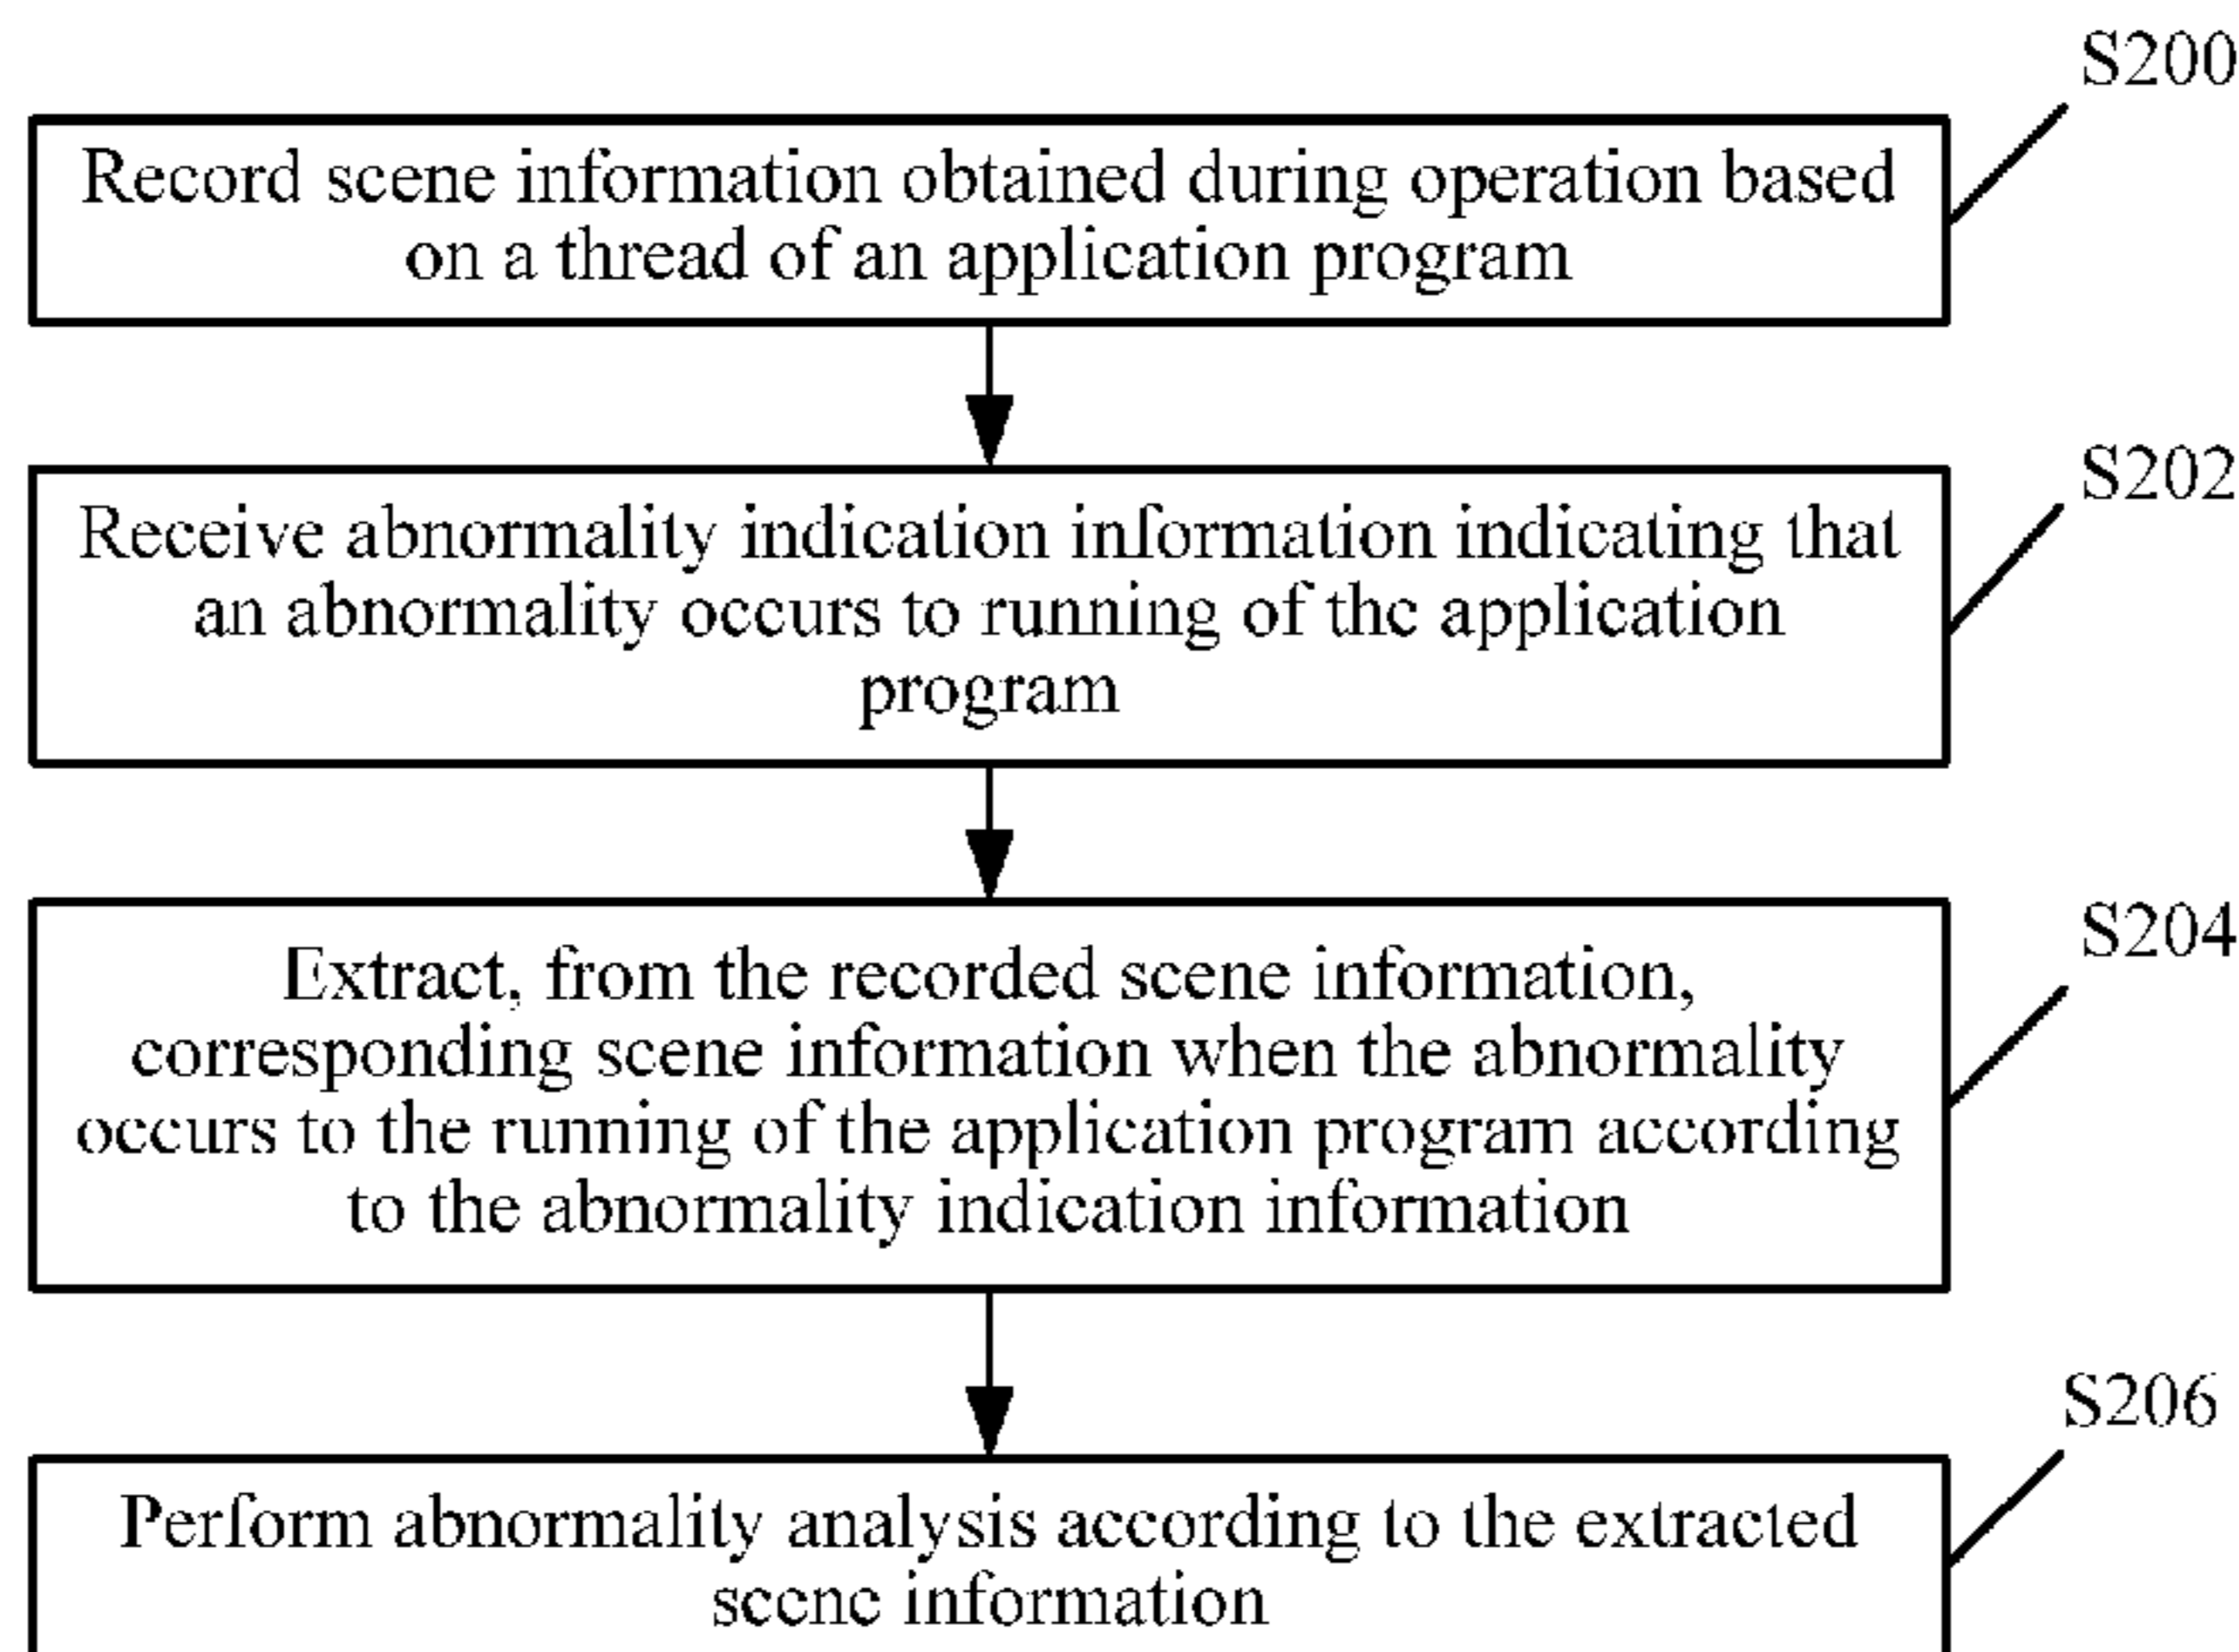 S200
Record scene information obtained during operation based
on a thread of an application program
S202
Receive abnormality indication information indicating that
an abnormality occurs to running of the application
program
S204
Extract, from the recorded scene information,
corresponding scene information when the abnormality
occurs to the running of the application program according
to the abnormality indication information
S206
Perform abnormality analysis according to the extracted
scene information